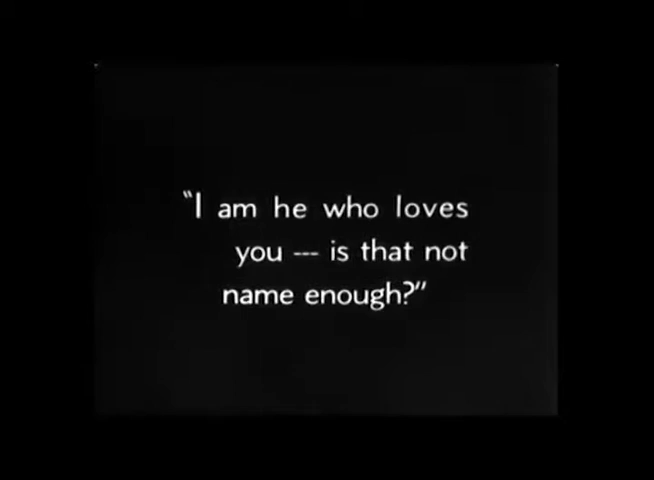 "I am he who loves
you --- is that not
name enough?"